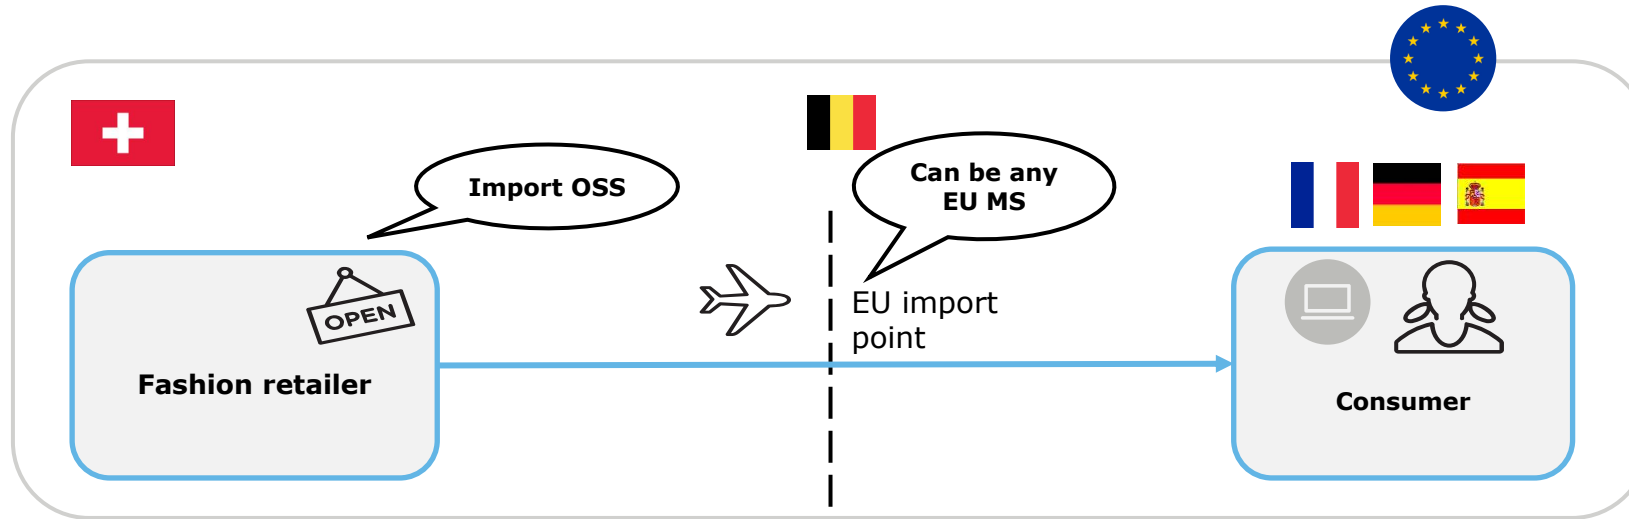 Import OSS
Can be any
EU MS
OPEN
EU import
point
Fashion retailer
Consumer